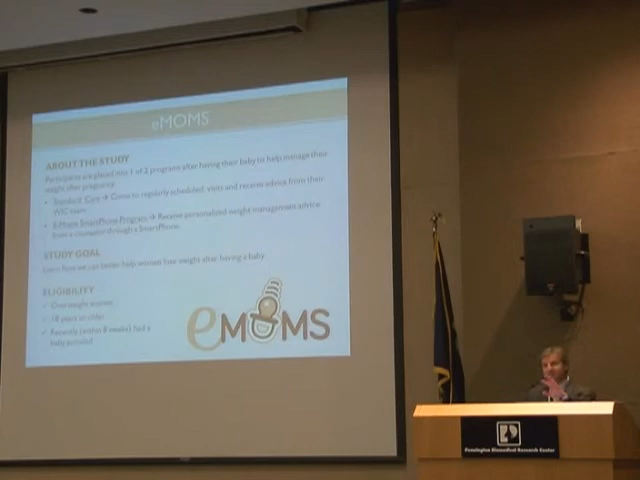 eMOMS
ABOUT THE STUDY
Participants are placed into 1 of 2 programs after having their baby to help manage their
weight after pregnancy:
• Standard Care → Come to regularly scheduled visits and receive advice from their
WIC team.
• E-Moms SmartPhone Program → Receive personalized weight management advice
from a counselor through a SmartPhone.
STUDY GOAL
Learn how we can better help women lose weight after having a baby.
ELIGIBILITY
✓ Overweight women
✓ 18 years or older
✓ Recently (within 8 weeks) had a
baby
eMOMS
Pennington Biomedical Research Center